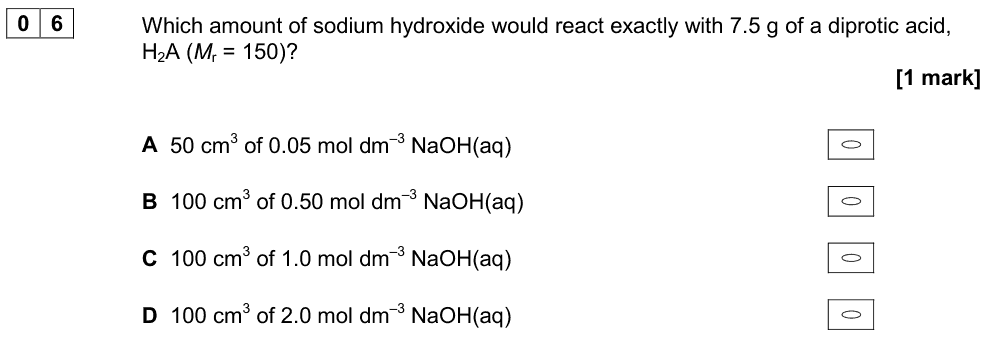 0 6 Which amount of sodium hydroxide would react exactly with 7.5 g of a diprotic acid,
H₂A (Mᵣ = 150)?
[1 mark]
A 50 cm³ of 0.05 mol dm⁻³ NaOH(aq)
B 100 cm³ of 0.50 mol dm⁻³ NaOH(aq)
C 100 cm³ of 1.0 mol dm⁻³ NaOH(aq)
D 100 cm³ of 2.0 mol dm⁻³ NaOH(aq)